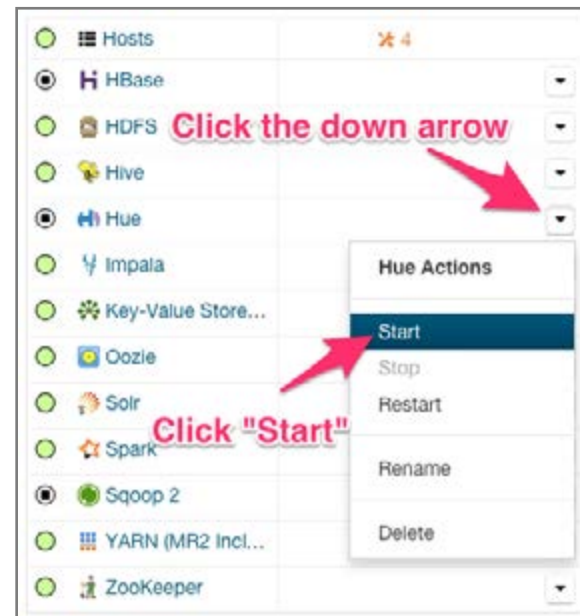 Hosts 4
HBase
HDFS Click the down arrow
Hive
Hue
Impala Hue Actions
Key-Value Store...
Start
Oozie Stop
Solr Restart
Click "Start"
Spark
Rename
Sqoop 2
YARN (MR2 Incl... Delete
ZooKeeper